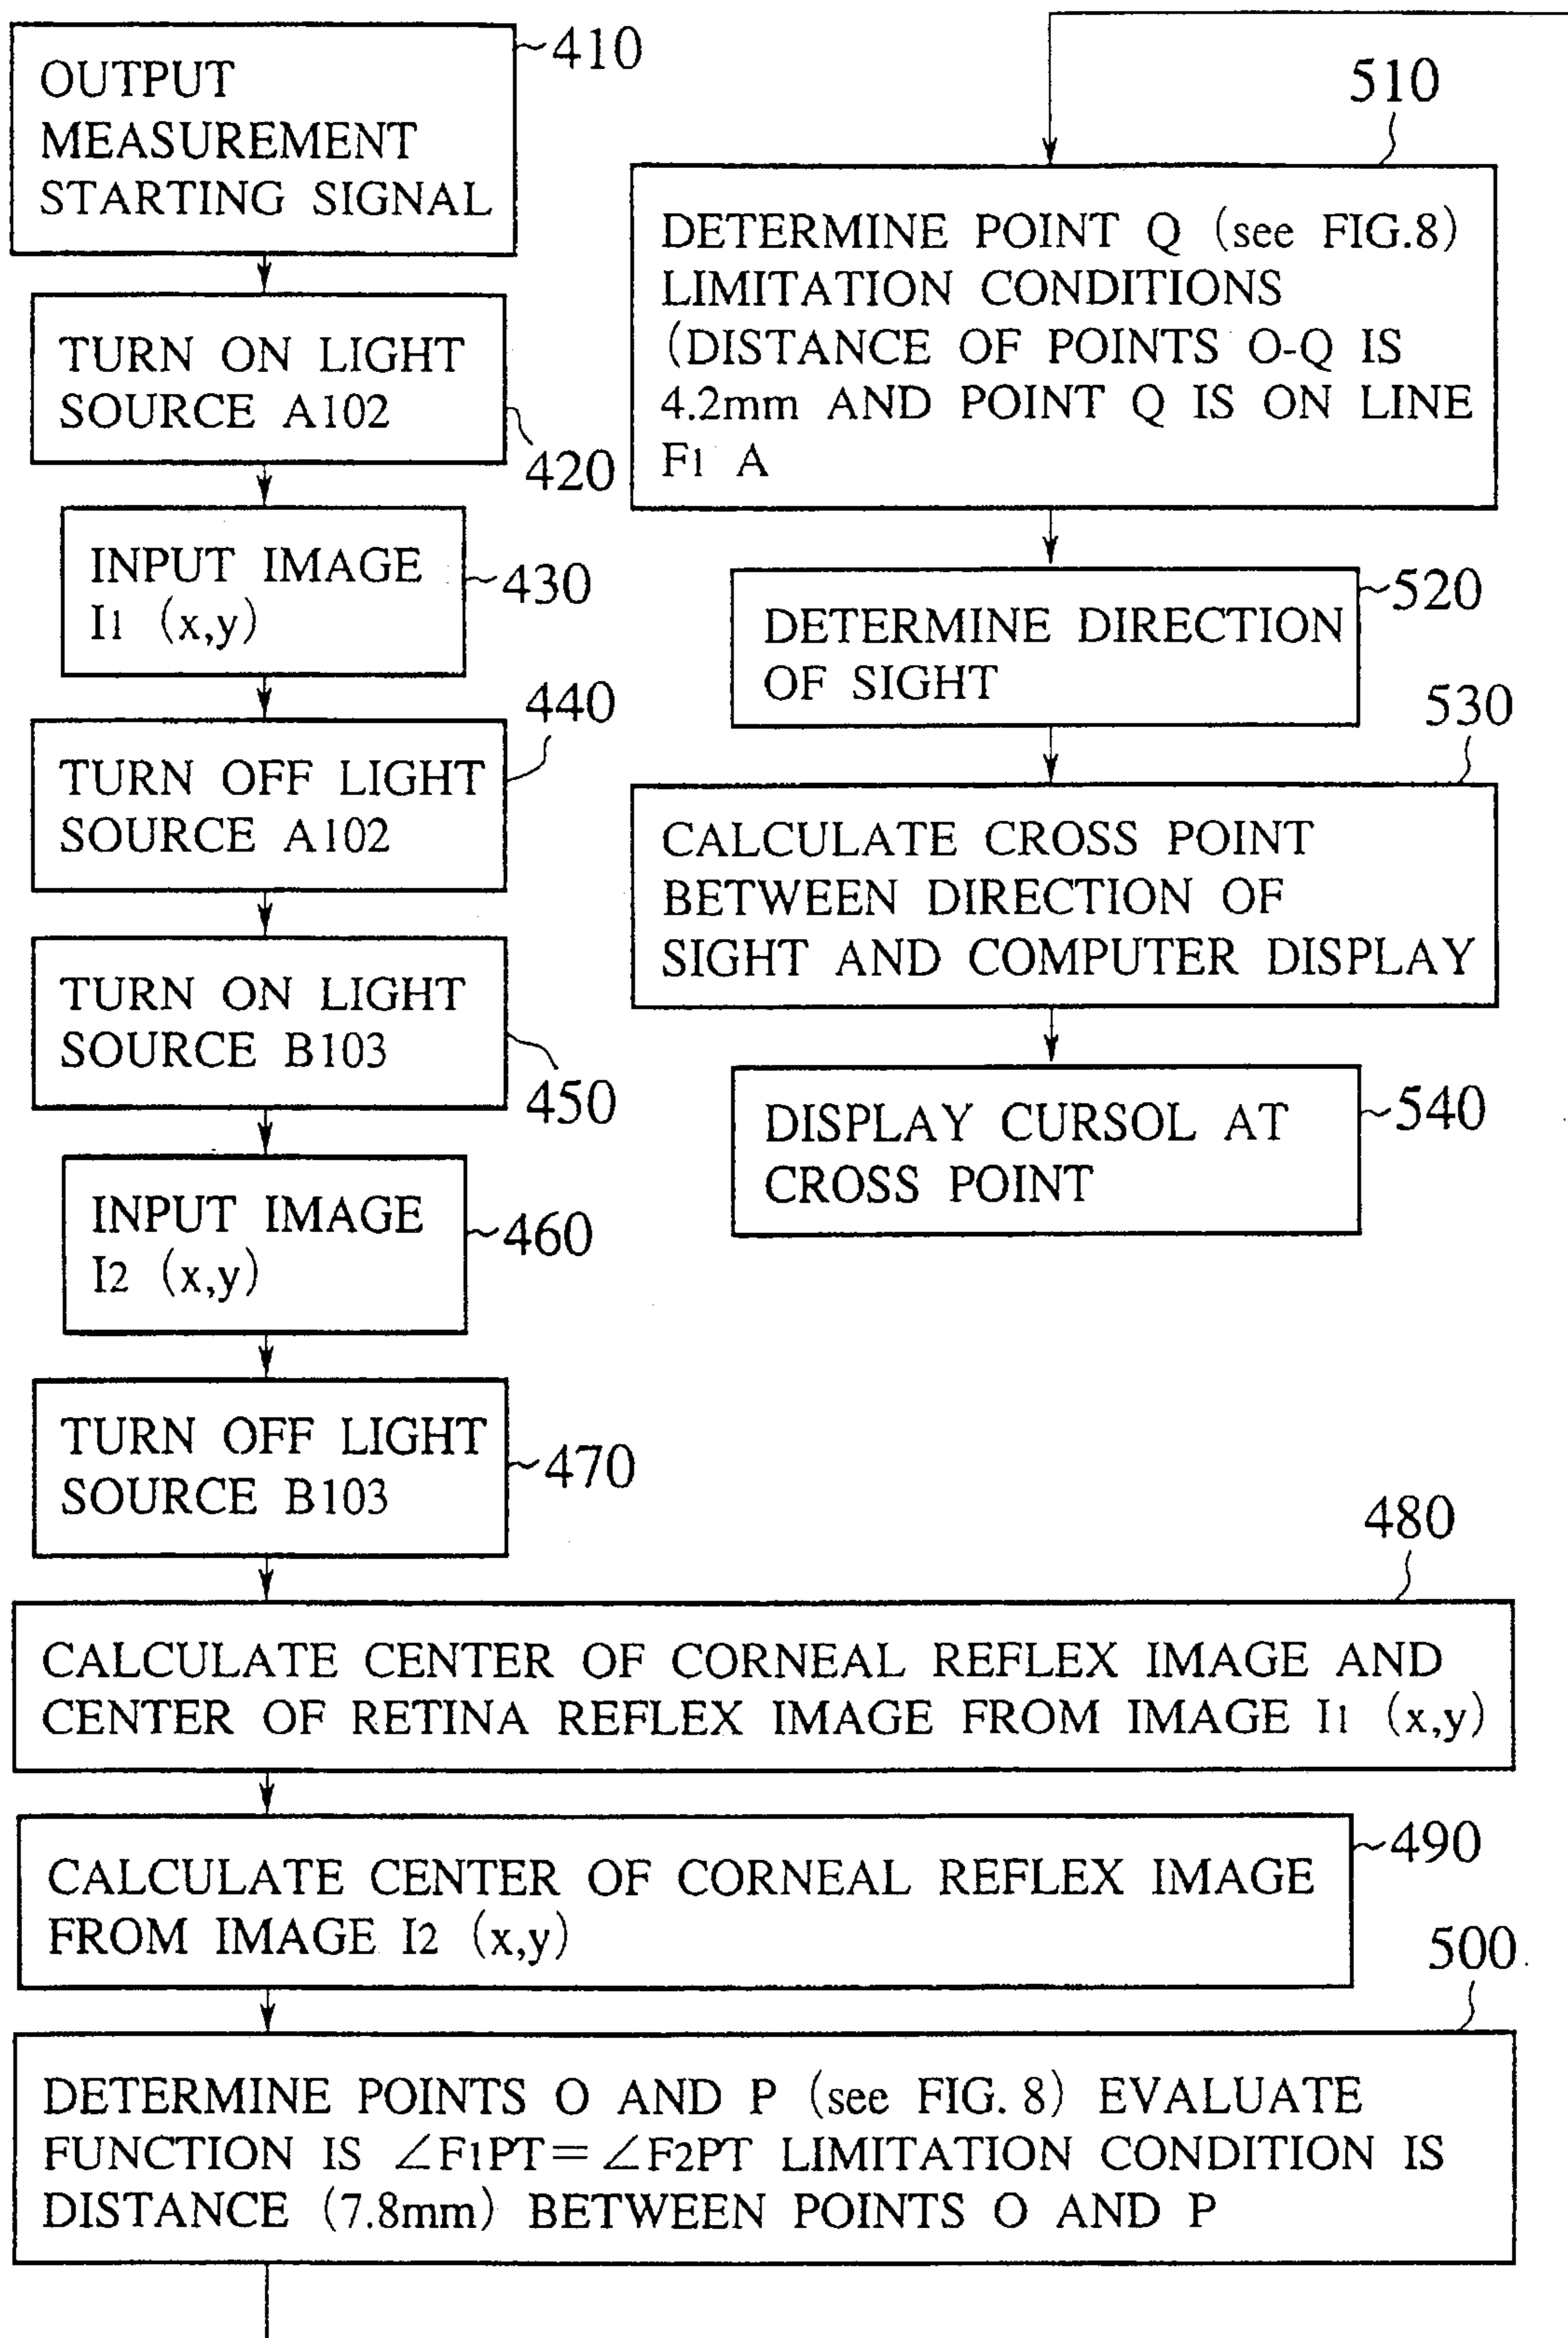 410
OUTPUT
MEASUREMENT
STARTING SIGNAL
TURN ON LIGHT
SOURCE A102
420
INPUT IMAGE
I1 (x,y)
430
440
TURN OFF LIGHT
SOURCE A102
TURN ON LIGHT
SOURCE B103
450
INPUT IMAGE
I2 (x,y)
460
TURN OFF LIGHT
SOURCE B103
470
480
CALCULATE CENTER OF CORNEAL REFLEX IMAGE AND
CENTER OF RETINA REFLEX IMAGE FROM IMAGE I1 (x,y)
490
CALCULATE CENTER OF CORNEAL REFLEX IMAGE
FROM IMAGE I2 (x,y)
500
DETERMINE POINTS O AND P (see FIG. 8) EVALUATE
FUNCTION IS ∠F1PT=∠F2PT LIMITATION CONDITION IS
DISTANCE (7.8mm) BETWEEN POINTS O AND P
510
DETERMINE POINT Q (see FIG.8)
LIMITATION CONDITIONS
(DISTANCE OF POINTS O-Q IS
4.2mm AND POINT Q IS ON LINE
F1 A
520
DETERMINE DIRECTION
OF SIGHT
530
CALCULATE CROSS POINT
BETWEEN DIRECTION OF
SIGHT AND COMPUTER DISPLAY
540
DISPLAY CURSOL AT
CROSS POINT